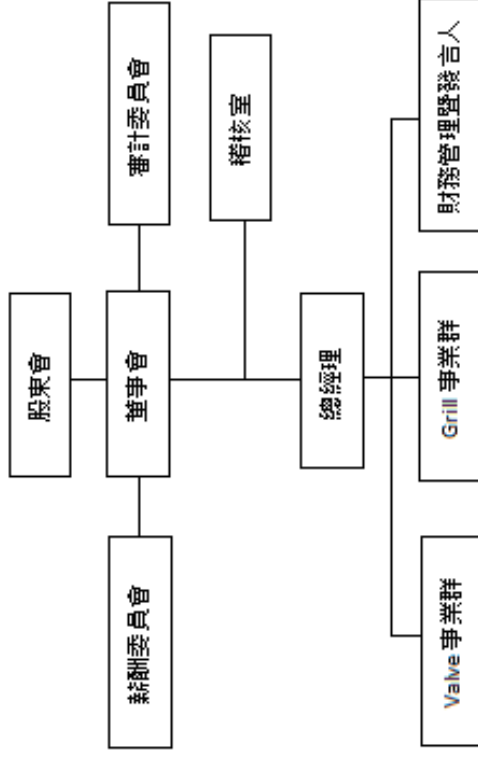 股東會
薪酬委員會
董事會
審計委員會
稽核室
總經理
Valve 事業群
Grill 事業群
財務管理暨發言人